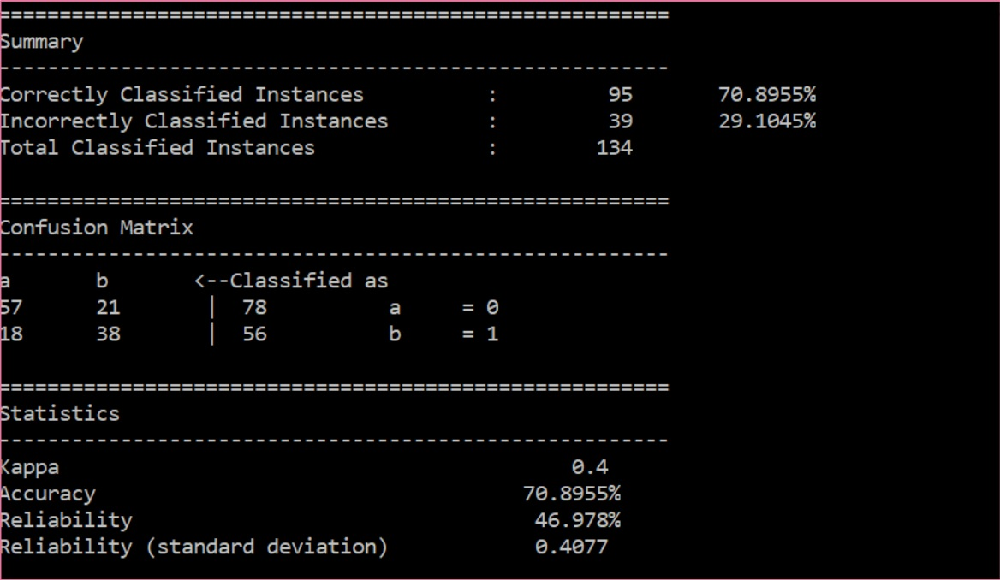 =======================================================
Summary
-------------------------------------------------------
Correctly Classified Instances : 95 70.8955%
Incorrectly Classified Instances : 39 29.1045%
Total Classified Instances : 134
=======================================================
Confusion Matrix
-------------------------------------------------------
a b <--Classified as
57 21 | 78 a = 0
18 38 | 56 b = 1
=======================================================
Statistics
-------------------------------------------------------
Kappa 0.4
Accuracy 70.8955%
Reliability 46.978%
Reliability (standard deviation) 0.4077